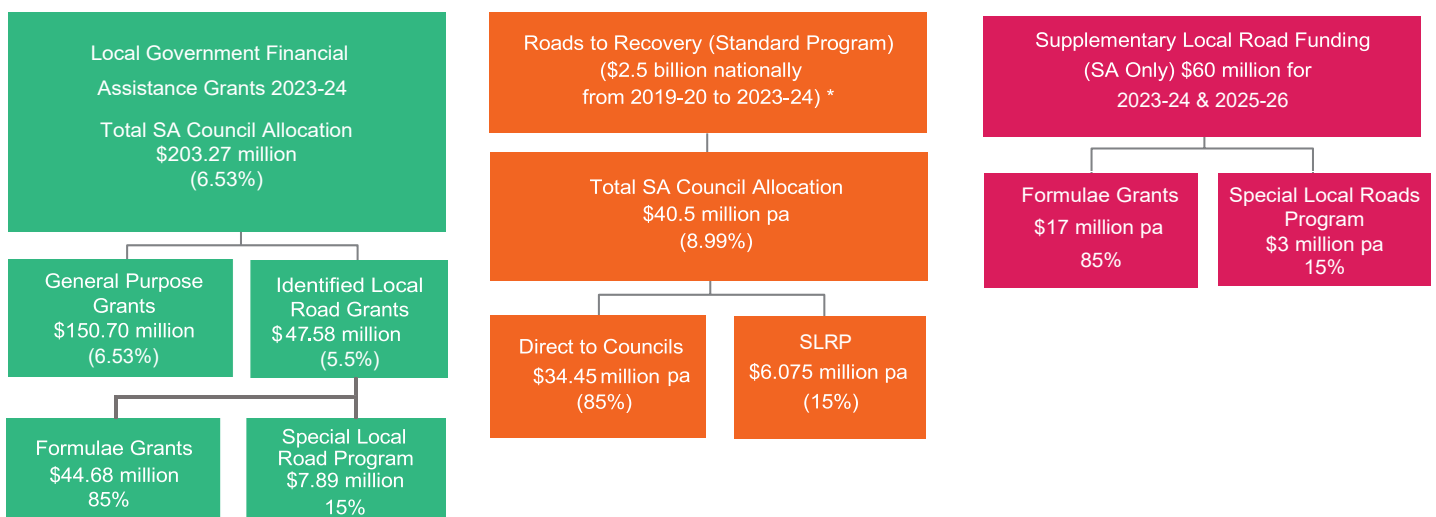 Local Government Financial
Assistance Grants 2023-24
Total SA Council Allocation
$203.27 million
(6.53%)
General Purpose
Grants
$150.70 million
(6.53%)
Identified Local
Road Grants
$47.58 million
(5.5%)
Formulae Grants
$44.68 million
85%
Special Local
Road Program
$7.89 million
15%
Roads to Recovery (Standard Program)
($2.5 billion nationally
from 2019-20 to 2023-24) *
Total SA Council Allocation
$40.5 million pa
(8.99%)
Direct to Councils
$34.45 million pa
(85%)
SLRP
$6.075 million pa
(15%)
Supplementary Local Road Funding
(SA Only) $60 million for
2023-24 & 2025-26
Formulae Grants
$17 million pa
85%
Special Local Roads
Program
$3 million pa
15%